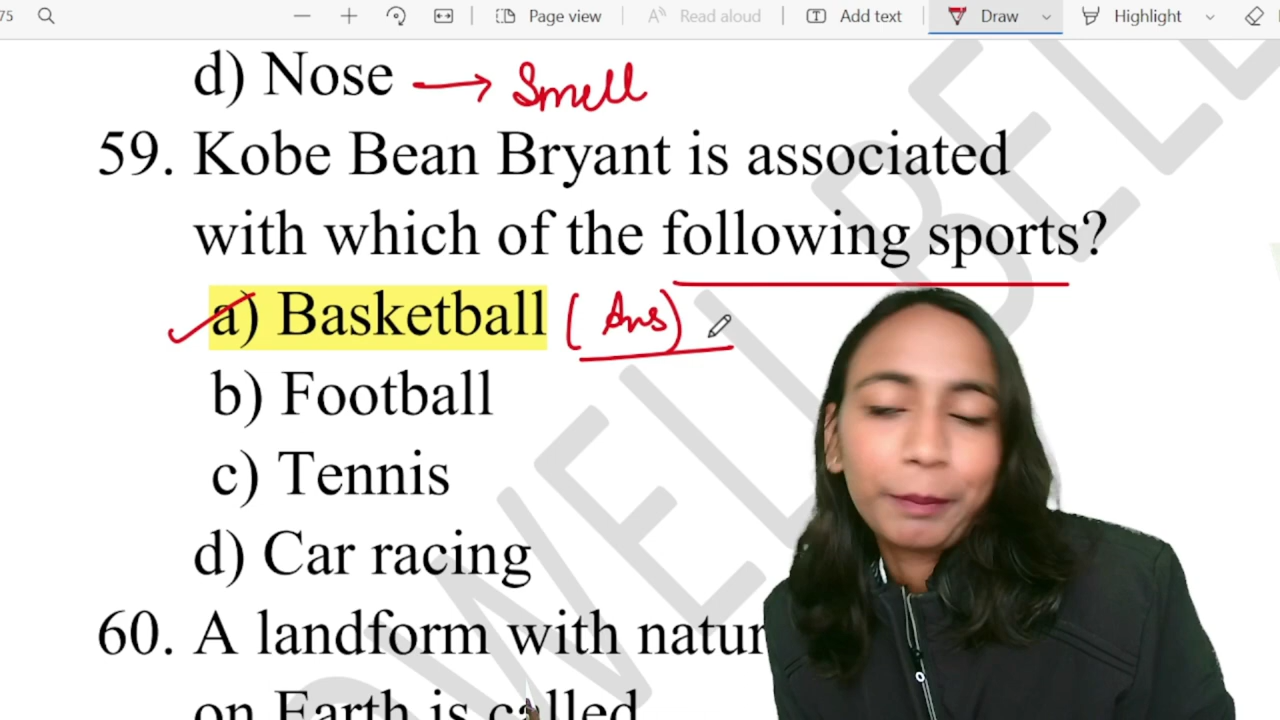 75
Page view
Read aloud
Add text
Draw
Highlight
d) Nose → Smell
59. Kobe Bean Bryant is associated
with which of the following sports?
a) Basketball (Ans)
b) Football
c) Tennis
d) Car racing
60. A landform with natur
on Earth is called